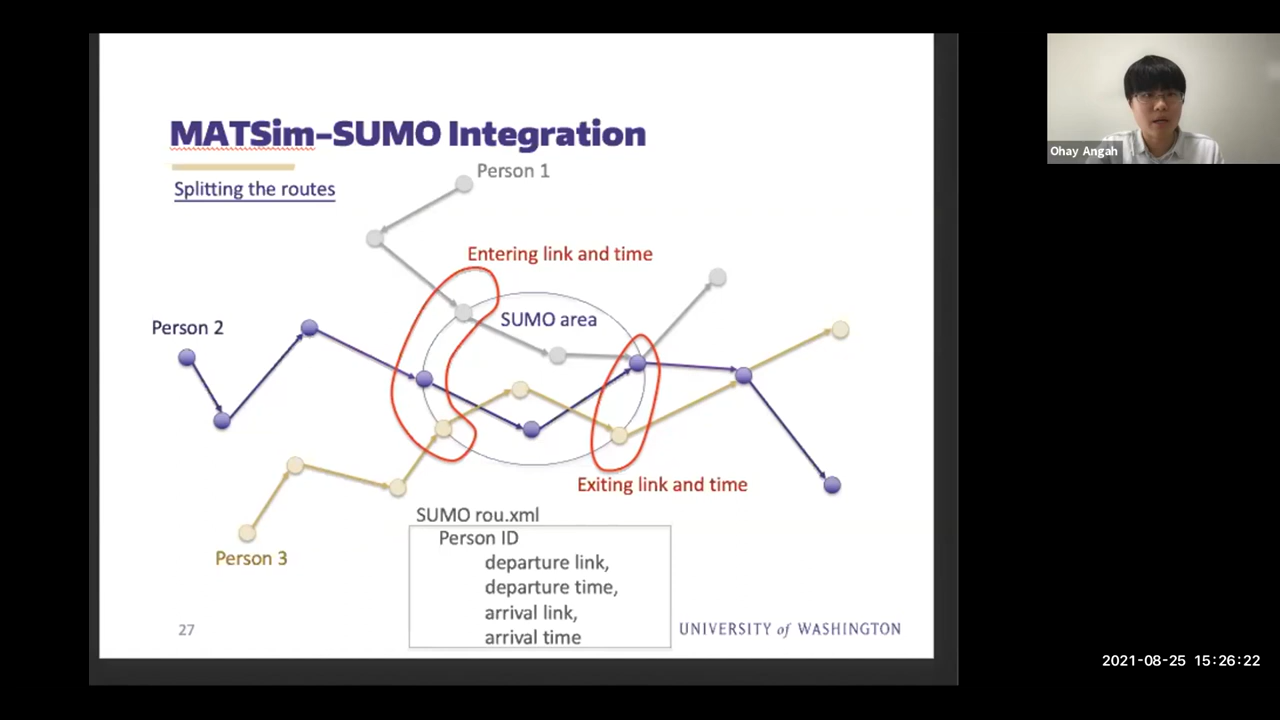 MATSim–SUMO Integration
Splitting the routes
Person 1
Entering link and time
SUMO area
Person 2
Exiting link and time
Person 3
SUMO rou.xml
Person ID
departure link,
departure time,
arrival link,
arrival time
27
UNIVERSITY of WASHINGTON
Ohay Angah
2021-08-25 15:26:22